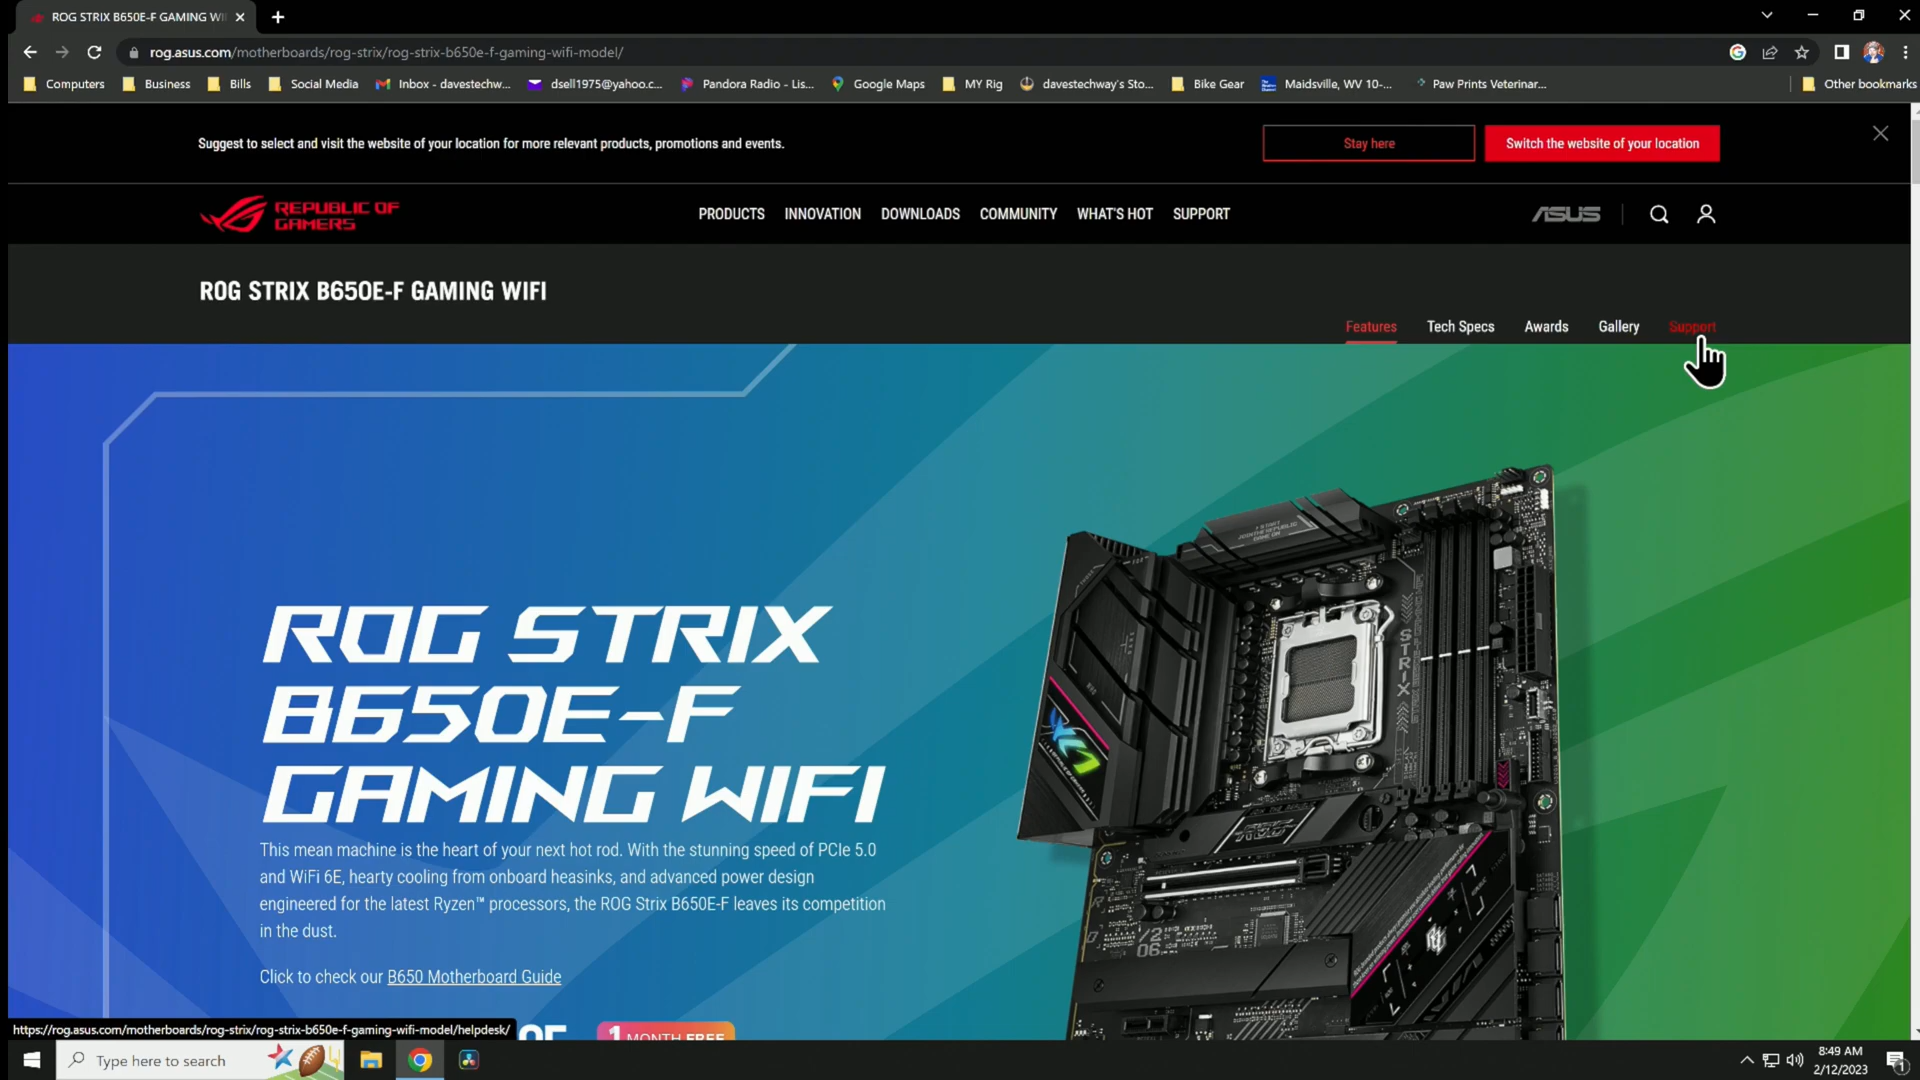 ROG STRIX B650E-F GAMING WI
rog.asus.com/motherboards/rog-strix/rog-strix-b650e-f-gaming-wifi-model/
Computers Business Bills Social Media Inbox - davestechw... dsell1975@yahoo.c... Pandora Radio - Lis... Google Maps MY Rig davestechway's Sto... Bike Gear Maidsville, WV 10-... Paw Prints Veterinar... Other bookmarks
Suggest to select and visit the website of your location for more relevant products, promotions and events. Stay here Switch the website of your location
REPUBLIC OF
GAMERS
PRODUCTS INNOVATION DOWNLOADS COMMUNITY WHAT'S HOT SUPPORT ASUS
ROG STRIX B650E-F GAMING WIFI
Features Tech Specs Awards Gallery Support
ROG STRIX
B650E-F
GAMING WIFI
This mean machine is the heart of your next hot rod. With the stunning speed of PCIe 5.0
and WiFi 6E, hearty cooling from onboard heasinks, and advanced power design
engineered for the latest Ryzen™ processors, the ROG Strix B650E-F leaves its competition
in the dust.
Click to check our B650 Motherboard Guide
STRIX
1 MONTH FREE
https://rog.asus.com/motherboards/rog-strix/rog-strix-b650e-f-gaming-wifi-model/helpdesk/
Type here to search
8:49 AM
2/12/2023
1